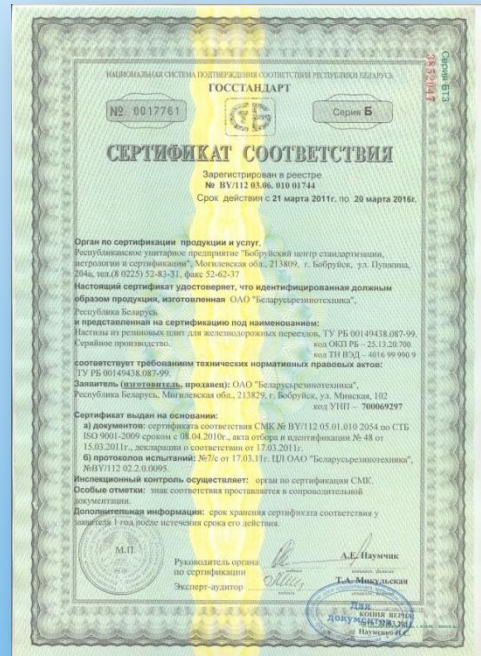 Серия БТЗ
3852047
НАЦИОНАЛЬНАЯ СИСТЕМА ПОДТВЕРЖДЕНИЯ СООТВЕТСТВИЯ РЕСПУБЛИКИ БЕЛАРУСЬ
ГОССТАНДАРТ
№ 0017761
Серия Б
СЕРТИФИКАТ СООТВЕТСТВИЯ
Зарегистрирован в реестре
№ BY/112 03.06. 010 01744
Срок действия с 21 марта 2011г. по 20 марта 2016г.
Орган по сертификации продукции и услуг.
Республиканское унитарное предприятие "Бобруйский центр стандартизации,
метрологии и сертификации", Могилевская обл., 213809, г. Бобруйск, ул. Пушкина,
204а, тел.(8 0225) 52-83-31, факс 52-62-37
Настоящий сертификат удостоверяет, что идентифицированная должным
образом продукция, изготовленная ОАО "Беларусьрезинотехника",
Республика Беларусь
и представленная на сертификацию под наименованием:
Настилы из резиновых плит для железнодорожных переездов, ТУ РБ 00149438.087-99.
Серийное производство. код ОКП РБ – 25.13.20.700
код ТН ВЭД – 4016 99 990 9
соответствует требованиям технических нормативных правовых актов:
ТУ РБ 00149438.087-99.
Заявитель (изготовитель, продавец): ОАО "Беларусьрезинотехника",
Республика Беларусь, Могилевская обл., 213829, г. Бобруйск, ул. Минская, 102
код УНП – 700069297
Сертификат выдан на основании:
а) документов: сертификата соответствия СМК № BY/112 05.01.010 2054 по СТБ
ISO 9001-2009 сроком с 08.04.2010г., акта отбора и идентификации № 48 от
15.03.2011г., декларации о соответствии от 17.03.2011г.
б) протоколов испытаний: №7/с от 17.03.11г. ЦЛ ОАО "Беларусьрезинотехника",
№BY/112 02.2.0.0095.
Инспекционный контроль осуществляет: орган по сертификации СМК.
Особые отметки: знак соответствия проставляется в сопроводительной
документации.
Дополнительная информация: срок хранения сертификата соответствия у
заявителя 1 год после истечения срока его действия.
М.П.
Руководитель органа
по сертификации
А.Е. Наумчик
Эксперт-аудитор
Т.А. Микульская
Для
документов
КОПИЯ ВЕРНА